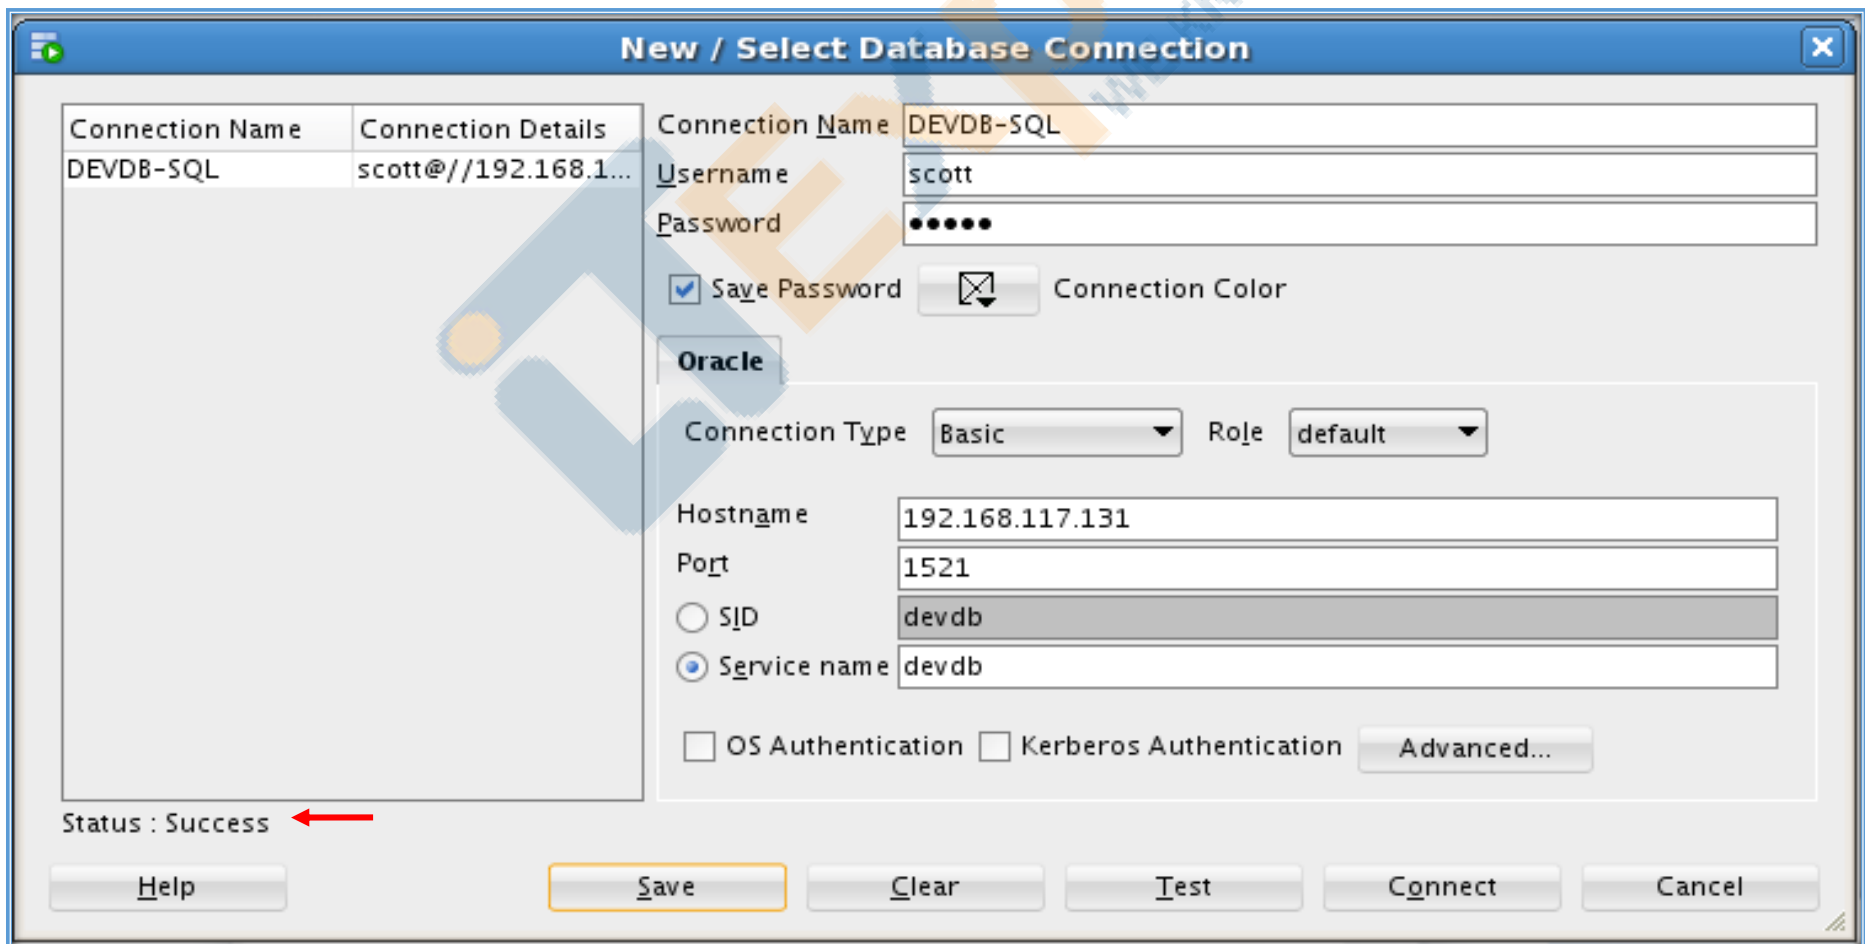 New / Select Database Connection
Connection Name Connection Details
DEVDB-SQL scott@//192.168.1...
Connection Name DEVDB-SQL
Username scott
Password •••••
Save Password Connection Color
Oracle
Connection Type Basic Role default
Hostname 192.168.117.131
Port 1521
SID devdb
Service name devdb
OS Authentication Kerberos Authentication Advanced...
Status : Success
Help Save Clear Test Connect Cancel